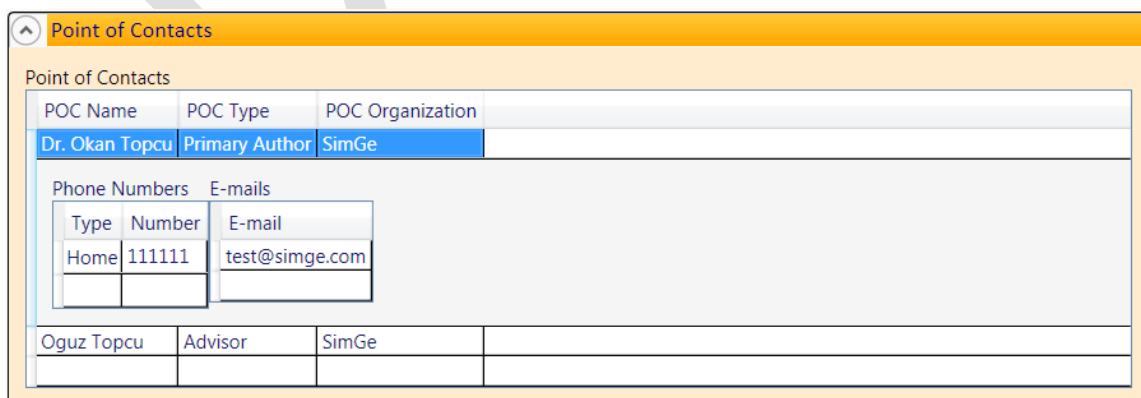 Point of Contacts
Point of Contacts
POC Name POC Type POC Organization
Dr. Okan Topcu Primary Author SimGe
Phone Numbers E-mails
Type Number E-mail
Home 111111 test@simge.com
Oguz Topcu Advisor SimGe